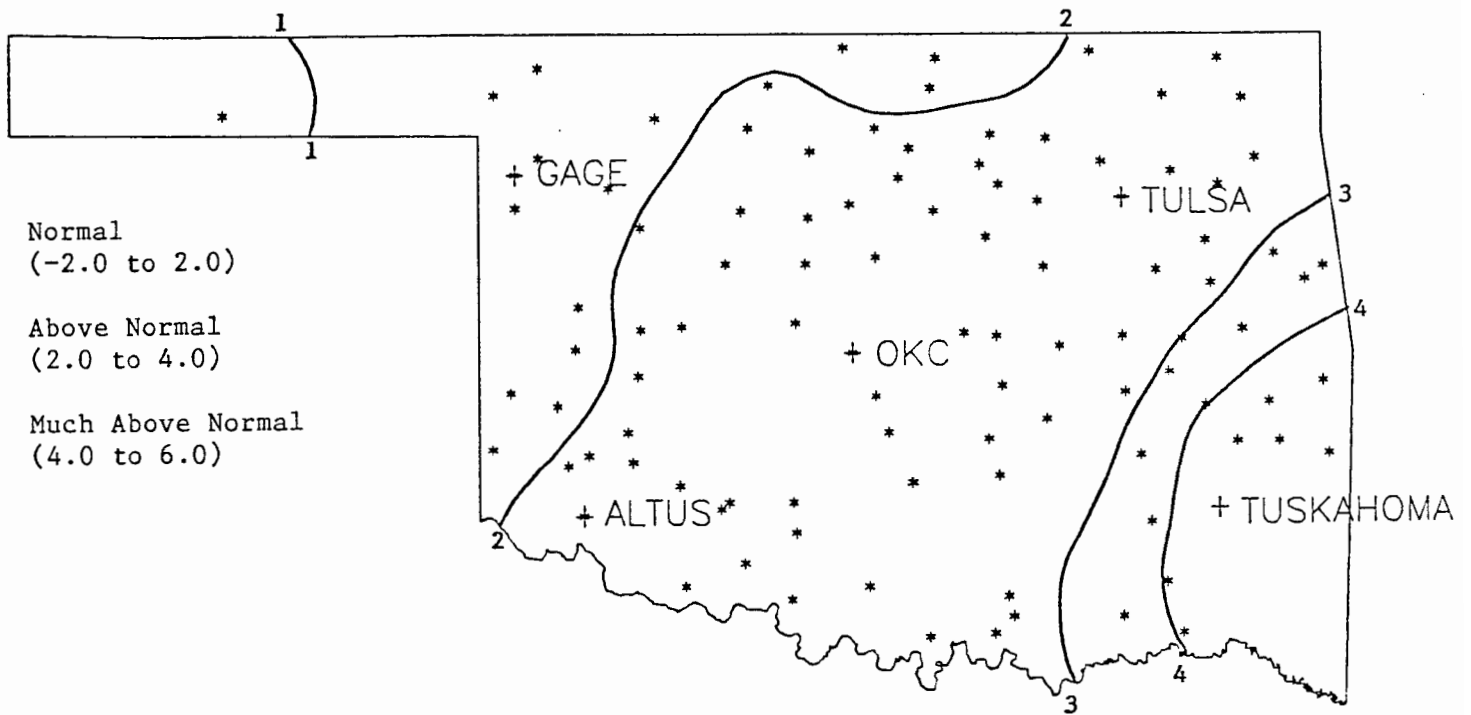 1
2
1
GAGE
TULSA
3
Normal
(-2.0 to 2.0)
Above Normal
(2.0 to 4.0)
Much Above Normal
(4.0 to 6.0)
4
OKC
ALTUS
TUSKAHOMA
2
3
4